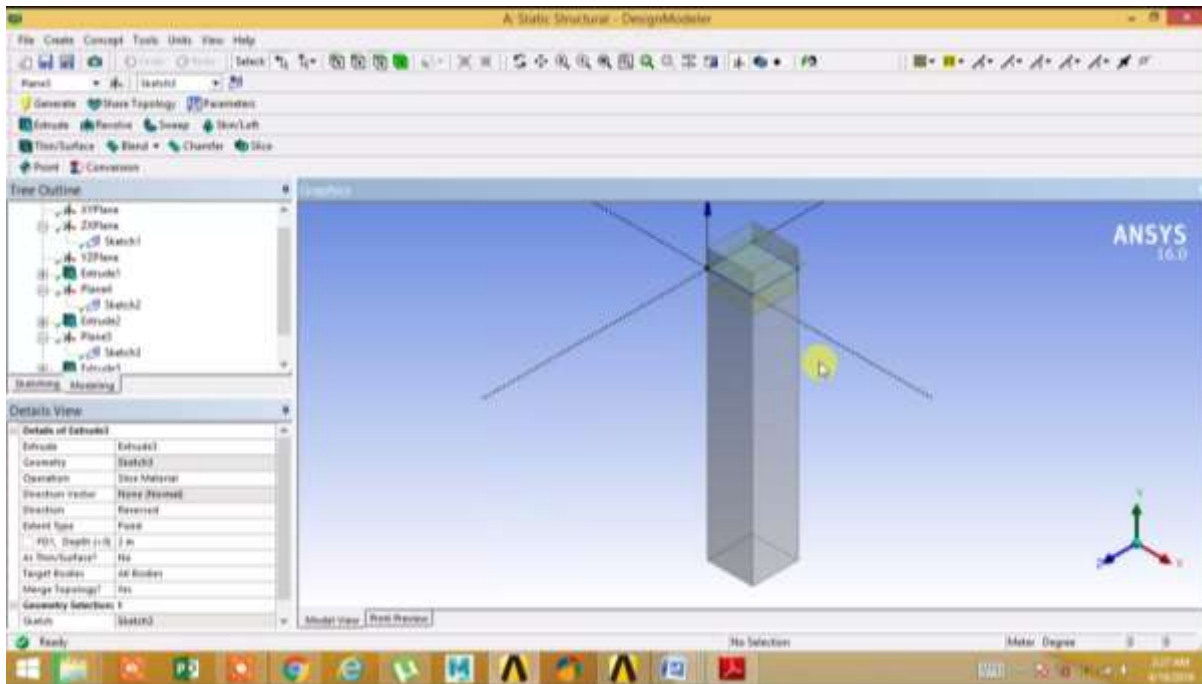 A: Static Structural - DesignModeler
File Create Concept Tools Units View Help
Select
Generate Share Topology Parameters
Extrude Revolve Sweep Skin/Loft
Thin/Surface Blend Chamfer Slice
Point Conversion
Tree Outline
Graphics
XYPlane
ZXPlane
Sketch1
YZPlane
Extrude1
Plane4
Sketch2
Extrude2
Plane5
Sketch3
Sketching Modeling
Details View
Details of Extrude3
Extrude Extrude3
Geometry Sketch3
Operation Slice Material
Direction Vector None (Normal)
Direction Reversed
Extent Type Fixed
FD1, Depth (>0) 2 m
As Thin/Surface? No
Target Bodies All Bodies
Merge Topology? Yes
Geometry Selection: 1
Sketch Sketch3
ANSYS
16.0
Model View Print Preview
Ready No Selection Meter Degree 0 0